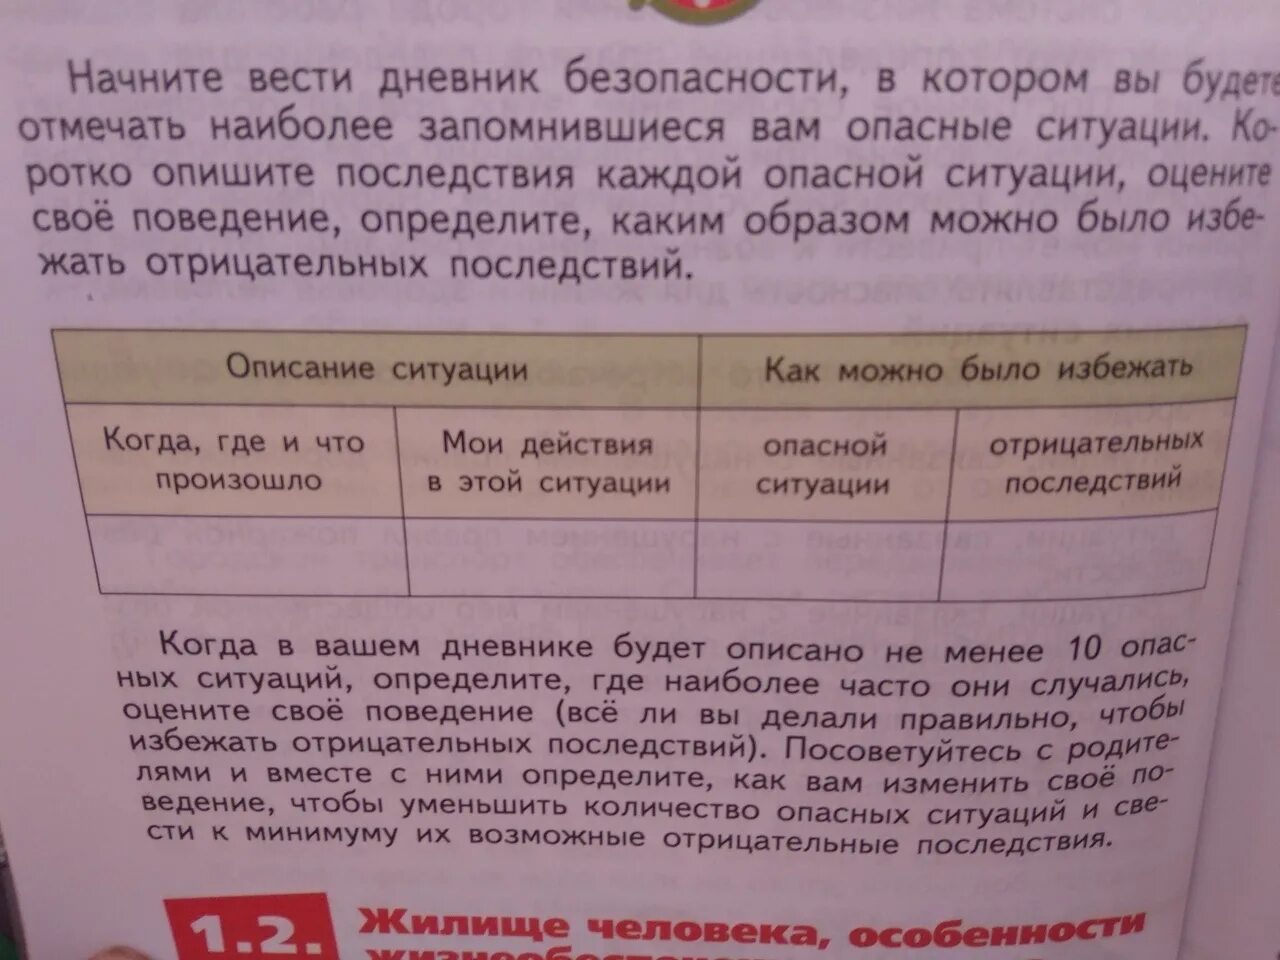 Начните вести дневник безопасности, в котором вы будете
отмечать наиболее запомнившиеся вам опасные ситуации. Ко-
ротко опишите последствия каждой опасной ситуации, оцените
своё поведение, определите, каким образом можно было избе-
жать отрицательных последствий.
Описание ситуации
Как можно было избежать
Когда, где и что
произошло
Мои действия
в этой ситуации
опасной
ситуации
отрицательных
последствий
Когда в вашем дневнике будет описано не менее 10 опас-
ных ситуаций, определите, где наиболее часто они случались,
оцените своё поведение (всё ли вы делали правильно, чтобы
избежать отрицательных последствий). Посоветуйтесь с родите-
лями и вместе с ними определите, как вам изменить своё по-
ведение, чтобы уменьшить количество опасных ситуаций и све-
сти к минимуму их возможные отрицательные последствия.
1.2.
Жилище человека, особенности